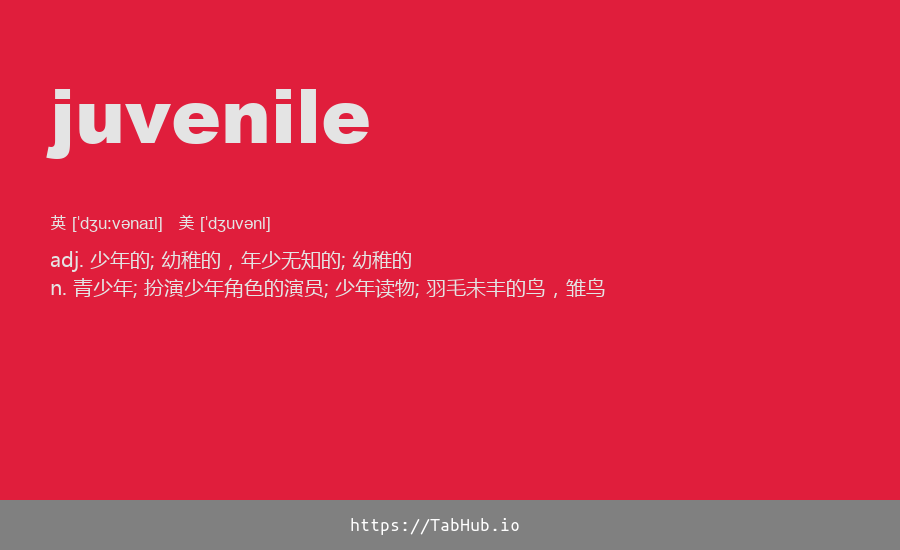 juvenile
英 ['dʒuːvənaɪl] 美 ['dʒuvənl]
adj. 少年的; 幼稚的，年少无知的; 幼稚的
n. 青少年; 扮演少年角色的演员; 少年读物; 羽毛未丰的鸟，雏鸟
https://TabHub.io